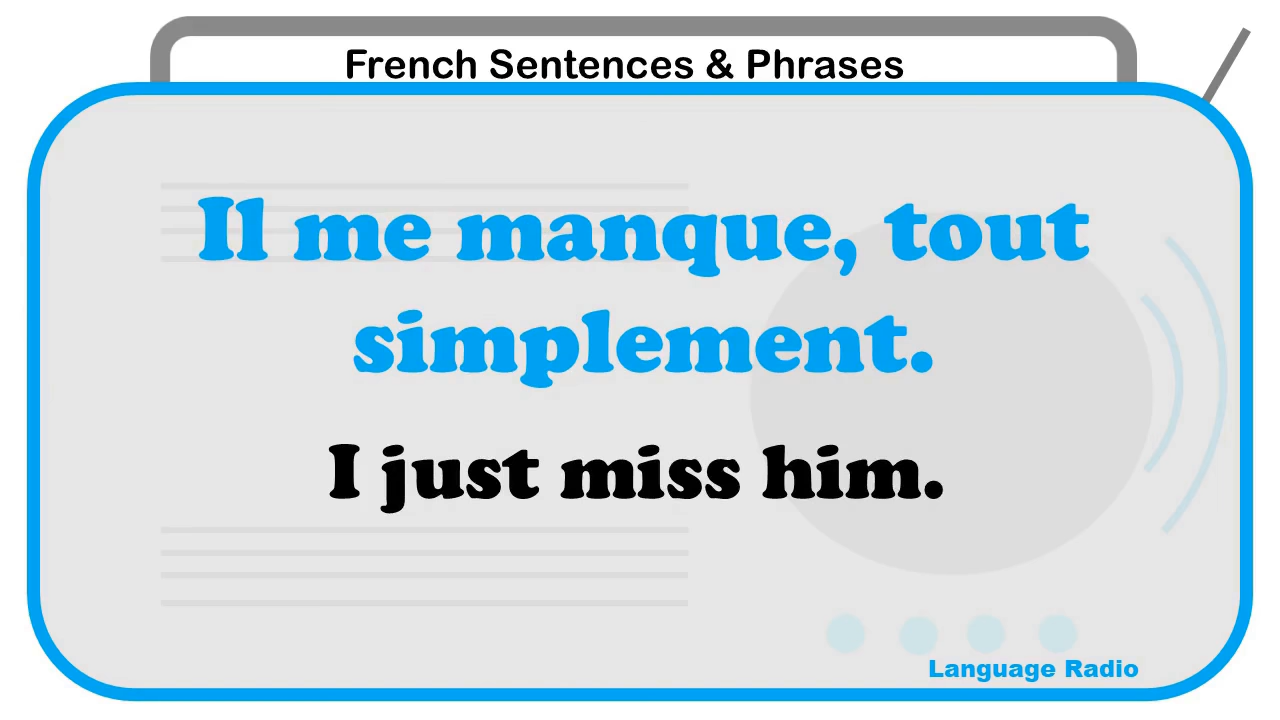 French Sentences & Phrases
Il me manque, tout
simplement.
I just miss him.
Language Radio